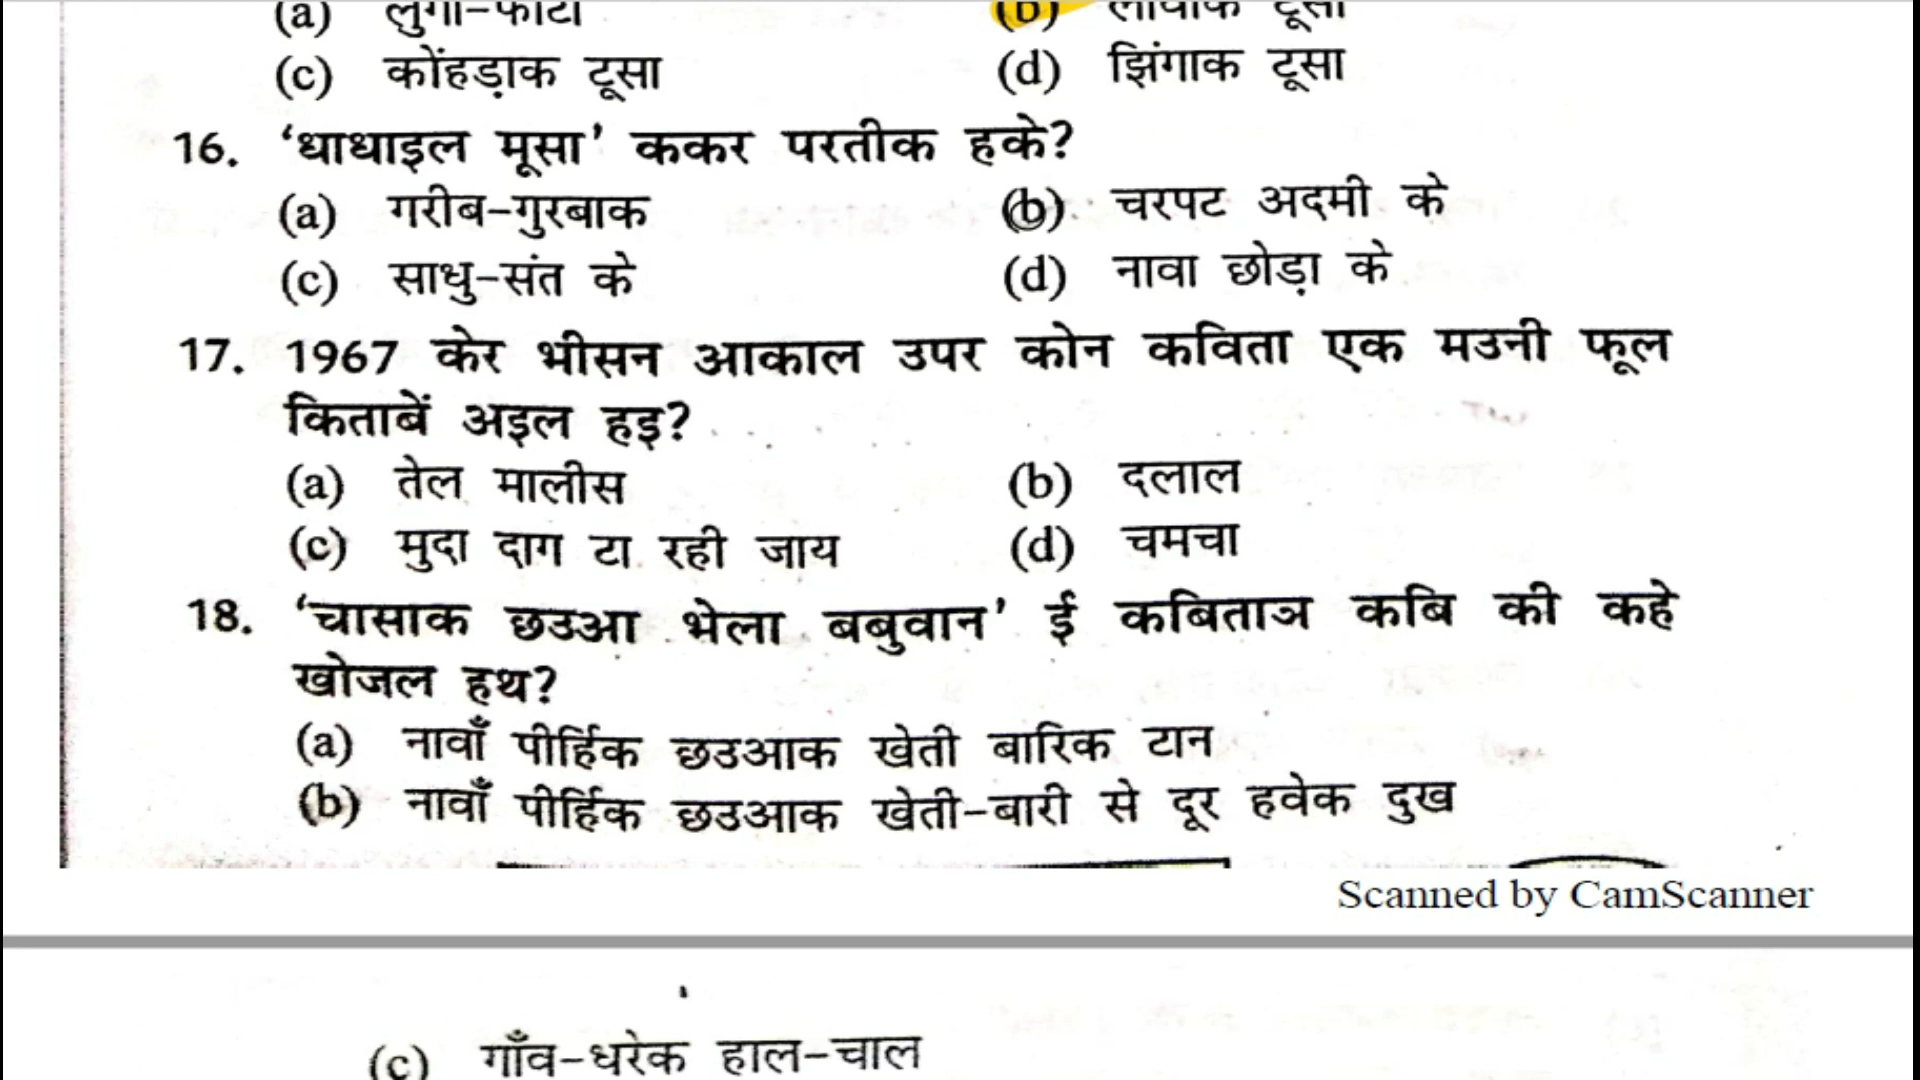 (a) लुगा-फाटा
(b) टूसा
(c) कोंहड़ाक टूसा
(d) झिंगाक टूसा
16. ‘धाधाइल मूसा’ ककर परतीक हके?
(a) गरीब-गुरबाक
(b) चरपट अदमी के
(c) साधु-संत के
(d) नावा छोड़ा के
17. 1967 केर भीसन आकाल उपर कोन कविता एक मउनी फूल
किताबें अइल हइ?
(a) तेल मालीस
(b) दलाल
(c) मुदा दाग टा रही जाय
(d) चमचा
18. ‘चासाक छउआ भेला बबुवान’ ई कबिताञ कबि की कहे
खोजल हथ?
(a) नावाँ पीर्हिक छउआक खेती बारिक टान
(b) नावाँ पीर्हिक छउआक खेती-बारी से दूर हवेक दुख
Scanned by CamScanner
(c) गाँव-धरेक हाल-चाल